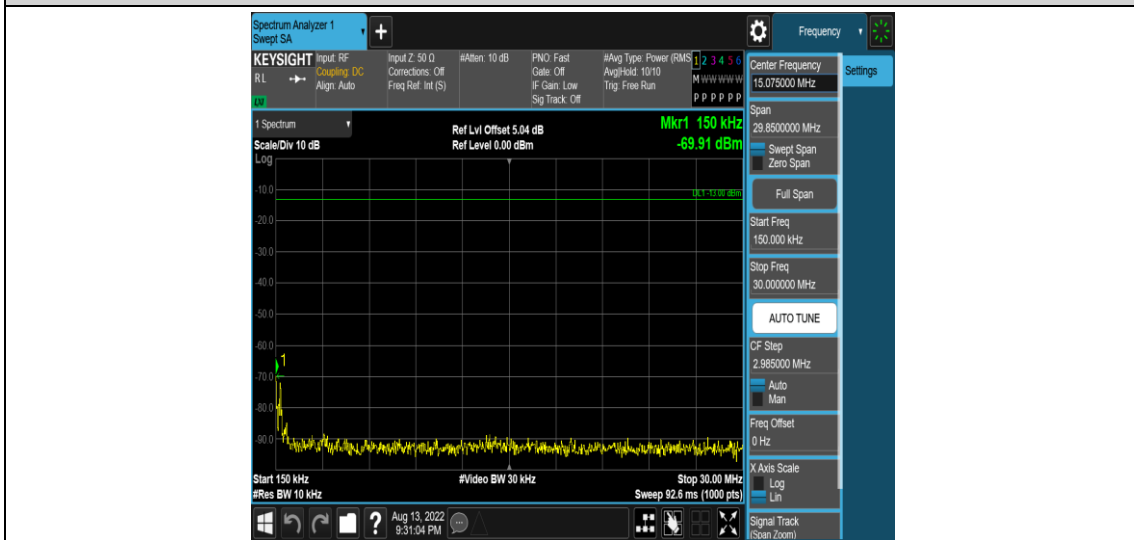 Spectrum Analyzer 1
Swept SA
+
Frequency
KEYSIGHT
RL
LXI
Input: RF
Coupling: DC
Align: Auto
Input Z: 50 Ω
Corrections: Off
Freq Ref: Int (S)
#Atten: 10 dB
PNO: Fast
Gate: Off
IF Gain: Low
Sig Track: Off
#Avg Type: Power (RMS
Avg|Hold: 10/10
Trig: Free Run
1 2 3 4 5 6
M W W W W W
P P P P P P
1 Spectrum
Scale/Div 10 dB
Log
Ref Lvl Offset 5.04 dB
Ref Level 0.00 dBm
Mkr1 150 kHz
-69.91 dBm
DL1 -13.00 dBm
-10.0
-20.0
-30.0
-40.0
-50.0
-60.0
1
-70.0
-80.0
-90.0
Start 150 kHz
#Video BW 30 kHz
Stop 30.00 MHz
#Res BW 10 kHz
Sweep 92.6 ms (1000 pts)
?
Aug 13, 2022
9:31:04 PM
Center Frequency
15.075000 MHz
Settings
Span
29.8500000 MHz
Swept Span
Zero Span
Full Span
Start Freq
150.000 kHz
Stop Freq
30.000000 MHz
AUTO TUNE
CF Step
2.985000 MHz
Auto
Man
Freq Offset
0 Hz
X Axis Scale
Log
Lin
Signal Track
(Span Zoom)